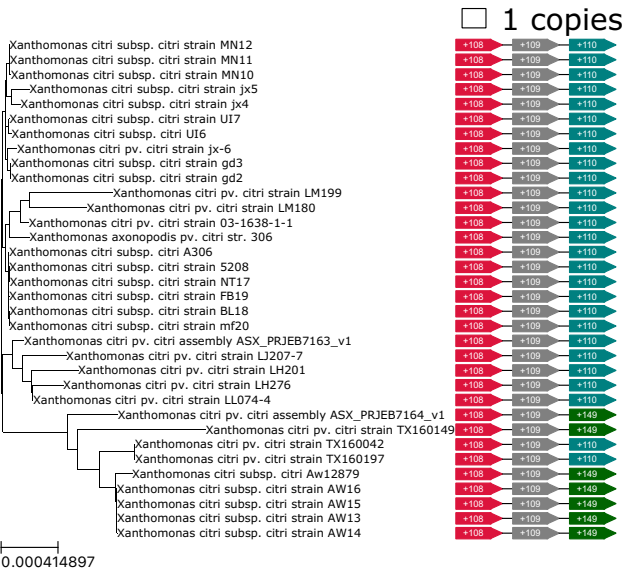 1 copies
Xanthomonas citri subsp. citri strain MN12 +108 +109 +110
Xanthomonas citri subsp. citri strain MN11 +108 +109 +110
Xanthomonas citri subsp. citri strain MN10 +108 +109 +110
Xanthomonas citri subsp. citri strain jx5 +108 +109 +110
Xanthomonas citri subsp. citri strain jx4 +108 +109 +110
Xanthomonas citri subsp. citri strain UI7 +108 +109 +110
Xanthomonas citri subsp. citri UI6 +108 +109 +110
Xanthomonas citri pv. citri strain jx-6 +108 +109 +110
Xanthomonas citri subsp. citri strain gd3 +108 +109 +110
Xanthomonas citri subsp. citri strain gd2 +108 +109 +110
Xanthomonas citri pv. citri strain LM199 +108 +109 +110
Xanthomonas citri pv. citri strain LM180 +108 +109 +110
Xanthomonas citri pv. citri strain 03-1638-1-1 +108 +109 +110
Xanthomonas axonopodis pv. citri str. 306 +108 +109 +110
Xanthomonas citri subsp. citri A306 +108 +109 +110
Xanthomonas citri subsp. citri strain 5208 +108 +109 +110
Xanthomonas citri subsp. citri strain NT17 +108 +109 +110
Xanthomonas citri subsp. citri strain FB19 +108 +109 +110
Xanthomonas citri subsp. citri strain BL18 +108 +109 +110
Xanthomonas citri subsp. citri strain mf20 +108 +109 +110
Xanthomonas citri pv. citri assembly ASX_PRJEB7163_v1 +108 +109 +110
Xanthomonas citri pv. citri strain LJ207-7 +108 +109 +110
Xanthomonas citri pv. citri strain LH201 +108 +109 +110
Xanthomonas citri pv. citri strain LH276 +108 +109 +110
Xanthomonas citri pv. citri strain LL074-4 +108 +109 +110
Xanthomonas citri pv. citri assembly ASX_PRJEB7164_v1 +108 +109 +149
Xanthomonas citri pv. citri strain TX160149 +108 +109 +149
Xanthomonas citri pv. citri strain TX160042 +108 +109 +110
Xanthomonas citri pv. citri strain TX160197 +108 +109 +110
Xanthomonas citri subsp. citri Aw12879 +108 +109 +149
Xanthomonas citri subsp. citri strain AW16 +108 +109 +149
Xanthomonas citri subsp. citri strain AW15 +108 +109 +149
Xanthomonas citri subsp. citri strain AW13 +108 +109 +149
Xanthomonas citri subsp. citri strain AW14 +108 +109 +149
0.000414897